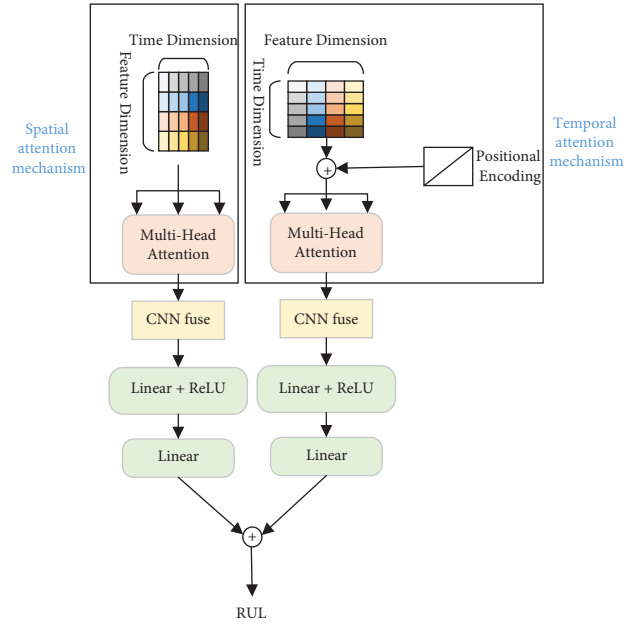 Time Dimension
Feature Dimension
Spatial
attention
mechanism
Multi-Head
Attention
CNN fuse
Linear + ReLU
Linear
Feature Dimension
Time Dimension
+
Positional
Encoding
Temporal
attention
mechanism
Multi-Head
Attention
CNN fuse
Linear + ReLU
Linear
+
RUL